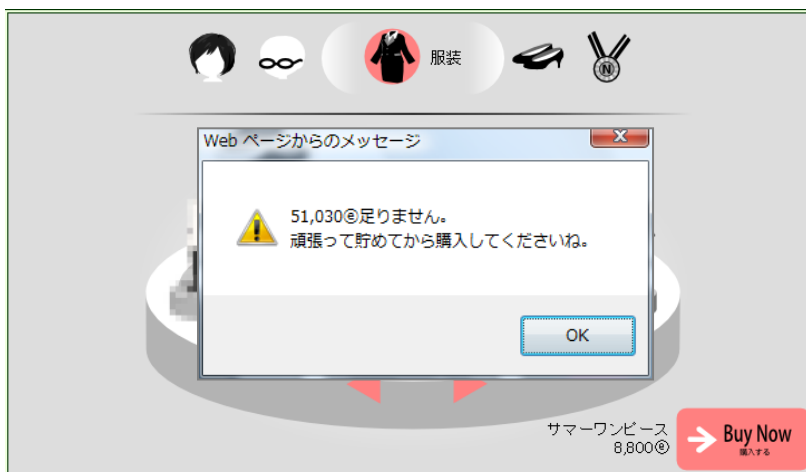 服装
N
Web ページからのメッセージ
51,030ⓔ足りません。
頑張って貯めてから購入してくださいね。
OK
サマーワンピース
8,800ⓔ
Buy Now
購入する